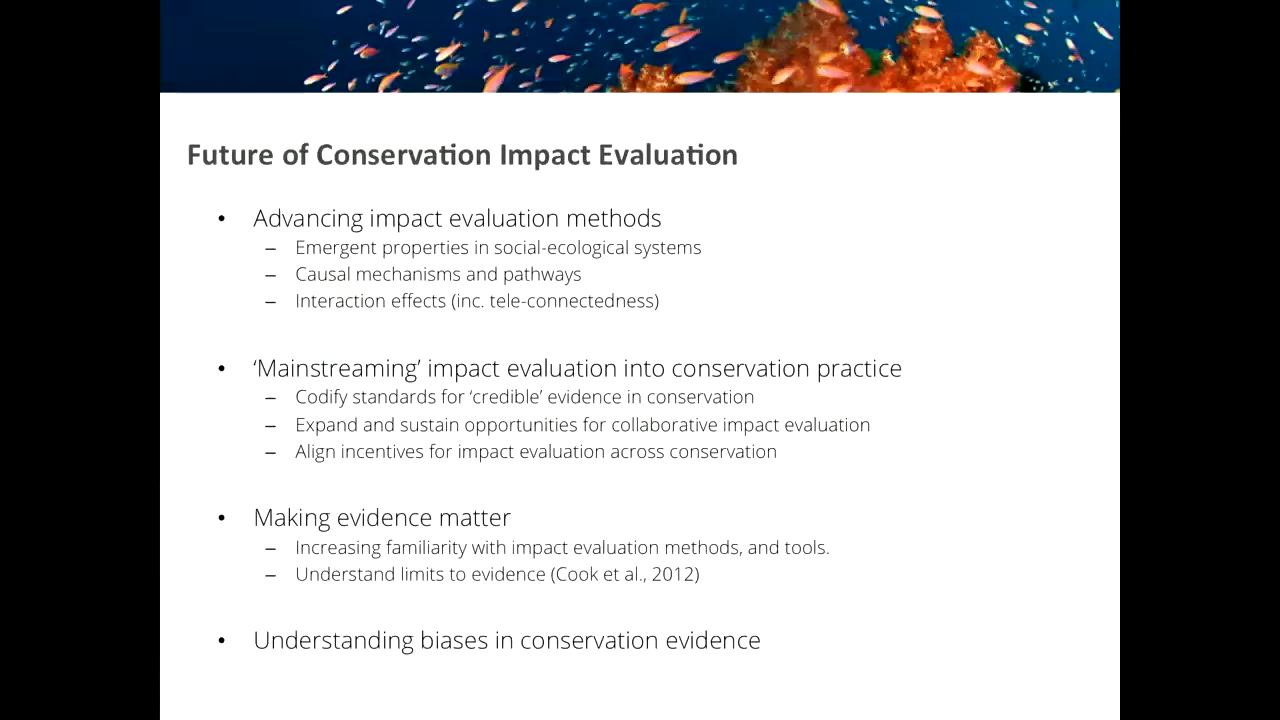 Future of Conservation Impact Evaluation
• Advancing impact evaluation methods
– Emergent properties in social-ecological systems
– Causal mechanisms and pathways
– Interaction effects (inc. tele-connectedness)
• ‘Mainstreaming’ impact evaluation into conservation practice
– Codify standards for ‘credible’ evidence in conservation
– Expand and sustain opportunities for collaborative impact evaluation
– Align incentives for impact evaluation across conservation
• Making evidence matter
– Increasing familiarity with impact evaluation methods, and tools.
– Understand limits to evidence (Cook et al., 2012)
• Understanding biases in conservation evidence